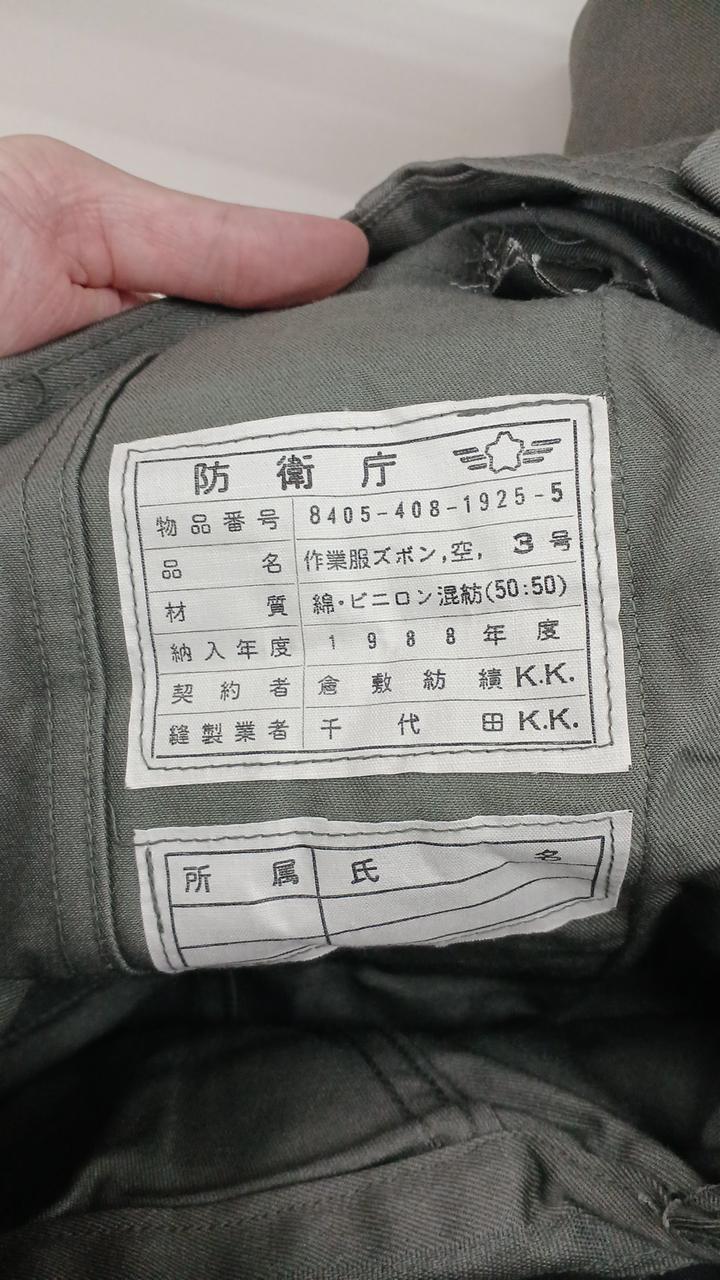 防衛庁
物品番号 8405-408-1925-5
品名 作業服ズボン,空, 3号
材質 綿・ビニロン混紡(50:50)
納入年度 1988年度
契約者 倉敷紡績K.K.
縫製業者 千代田K.K.
所属 氏名